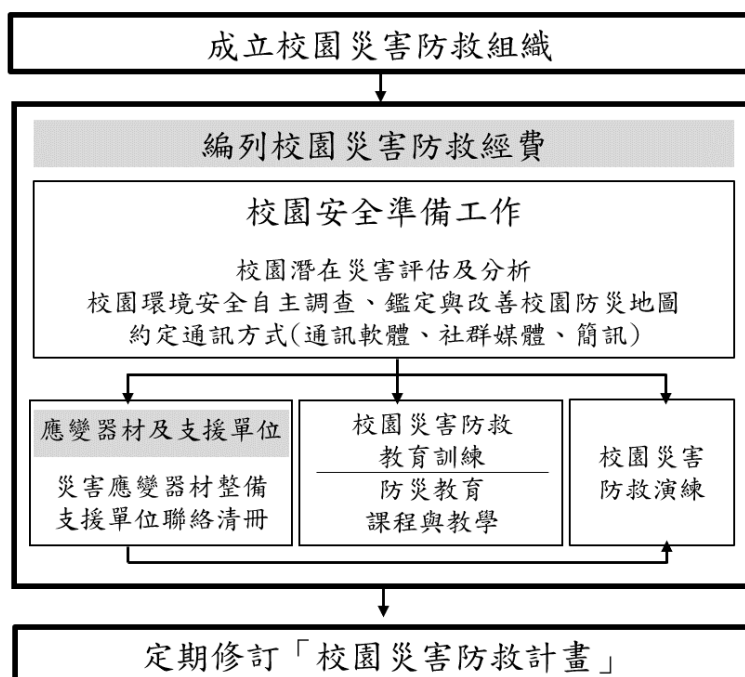 成立校園災害防救組織
編列校園災害防救經費
校園安全準備工作
校園潛在災害評估及分析
校園環境安全自主調查、鑑定與改善校園防災地圖
約定通訊方式(通訊軟體、社群媒體、簡訊)
應變器材及支援單位
災害應變器材整備
支援單位聯絡清冊
校園災害防救
教育訓練
防災教育
課程與教學
校園災害
防救演練
定期修訂「校園災害防救計畫」